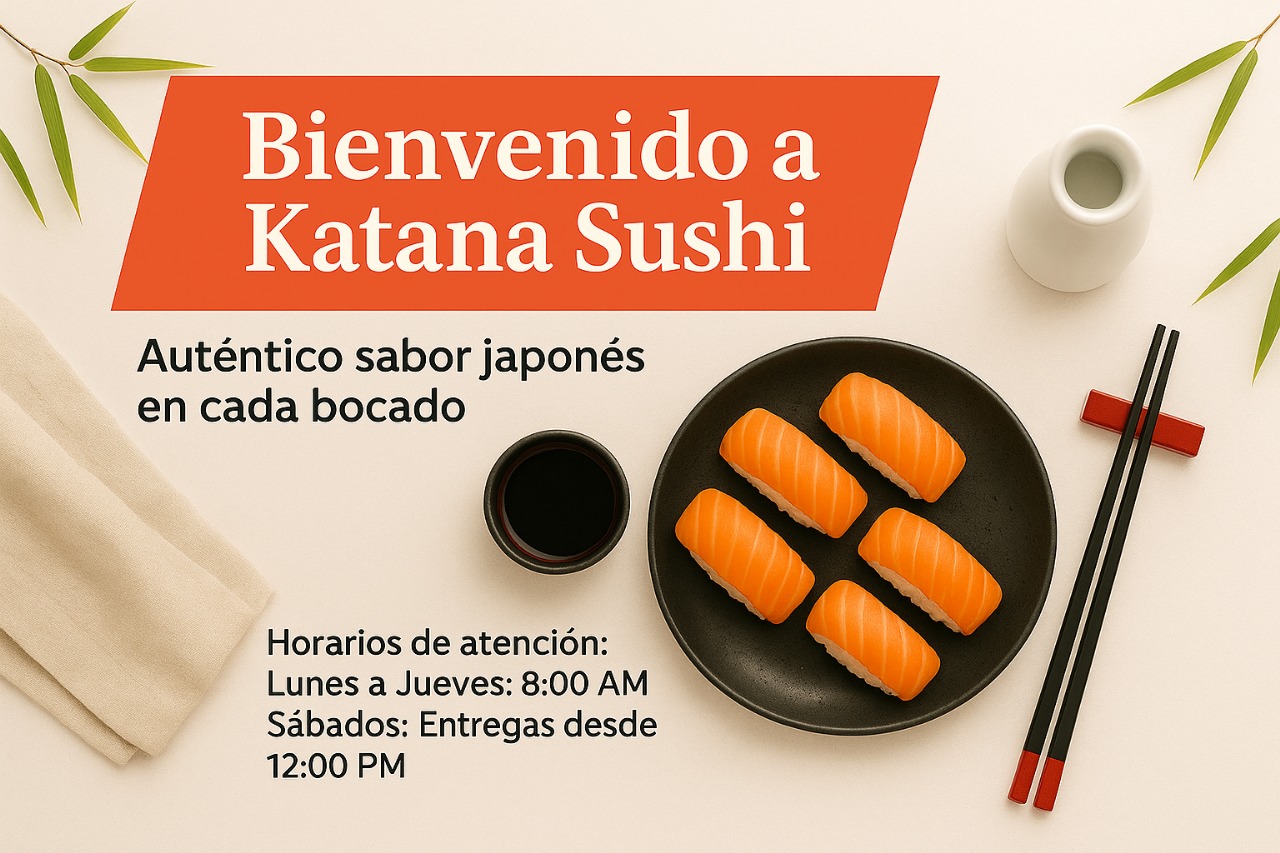 Bienvenido a
Katana Sushi
Auténtico sabor japonés
en cada bocado
Horarios de atención:
Lunes a Jueves: 8:00 AM
Sábados: Entregas desde
12:00 PM